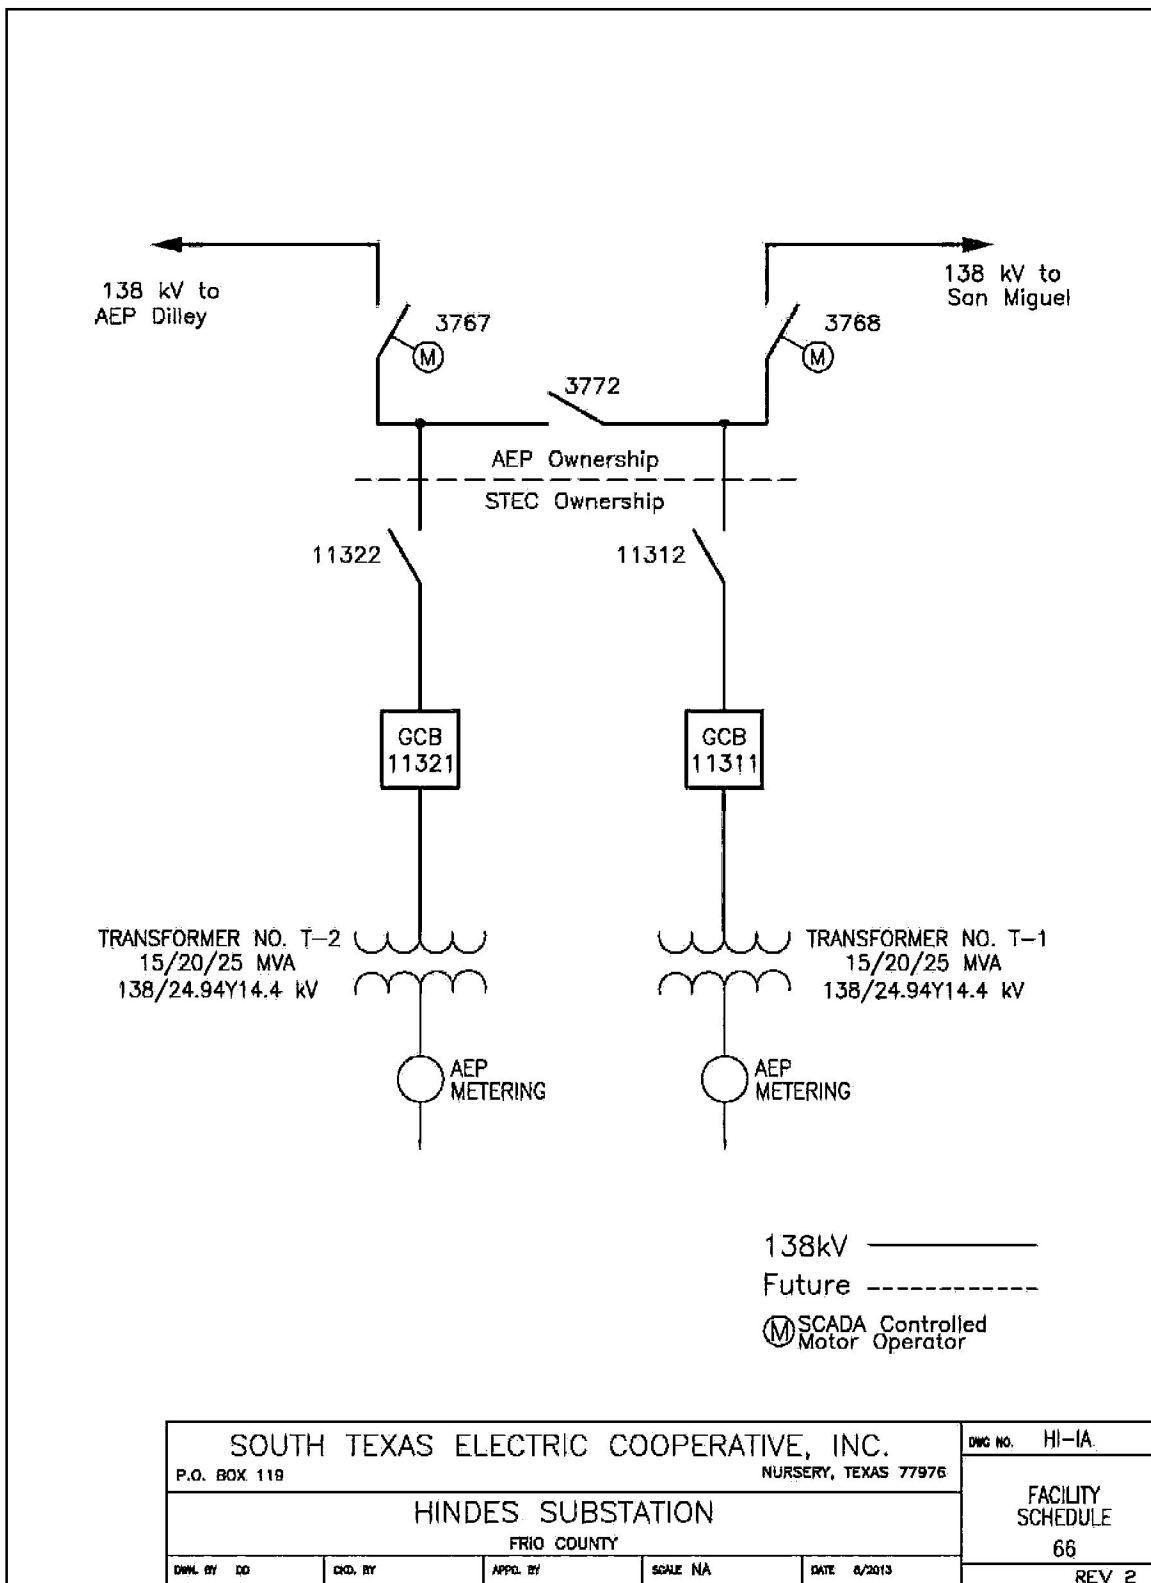 138 kV to
AEP Dilley
138 kV to
San Miguel
3767
M
3768
M
3772
AEP Ownership
STEC Ownership
11322
11312
GCB
11321
GCB
11311
TRANSFORMER NO. T-2
15/20/25 MVA
138/24.94Y14.4 kV
TRANSFORMER NO. T-1
15/20/25 MVA
138/24.94Y14.4 kV
AEP
METERING
AEP
METERING
138kV
Future
M SCADA Controlled
Motor Operator
SOUTH TEXAS ELECTRIC COOPERATIVE, INC.
P.O. BOX 119
NURSERY, TEXAS 77976
DWG NO. HI-IA
HINDES SUBSTATION
FRIO COUNTY
FACILITY
SCHEDULE
66
DWN. BY DD
CKD. BY
APPD. BY
SCALE NA
DATE 6/2013
REV 2